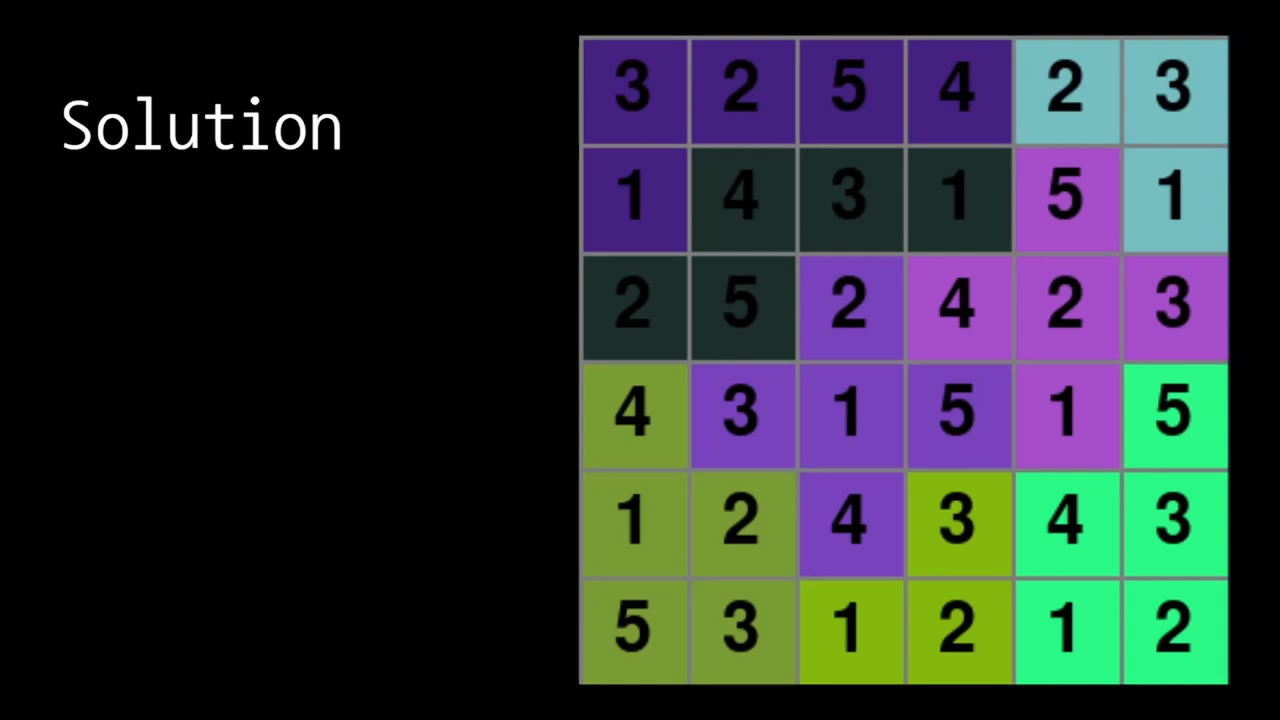 Solution
3 2 5 4 2 3
1 4 3 1 5 1
2 5 2 4 2 3
4 3 1 5 1 5
1 2 4 3 4 3
5 3 1 2 1 2